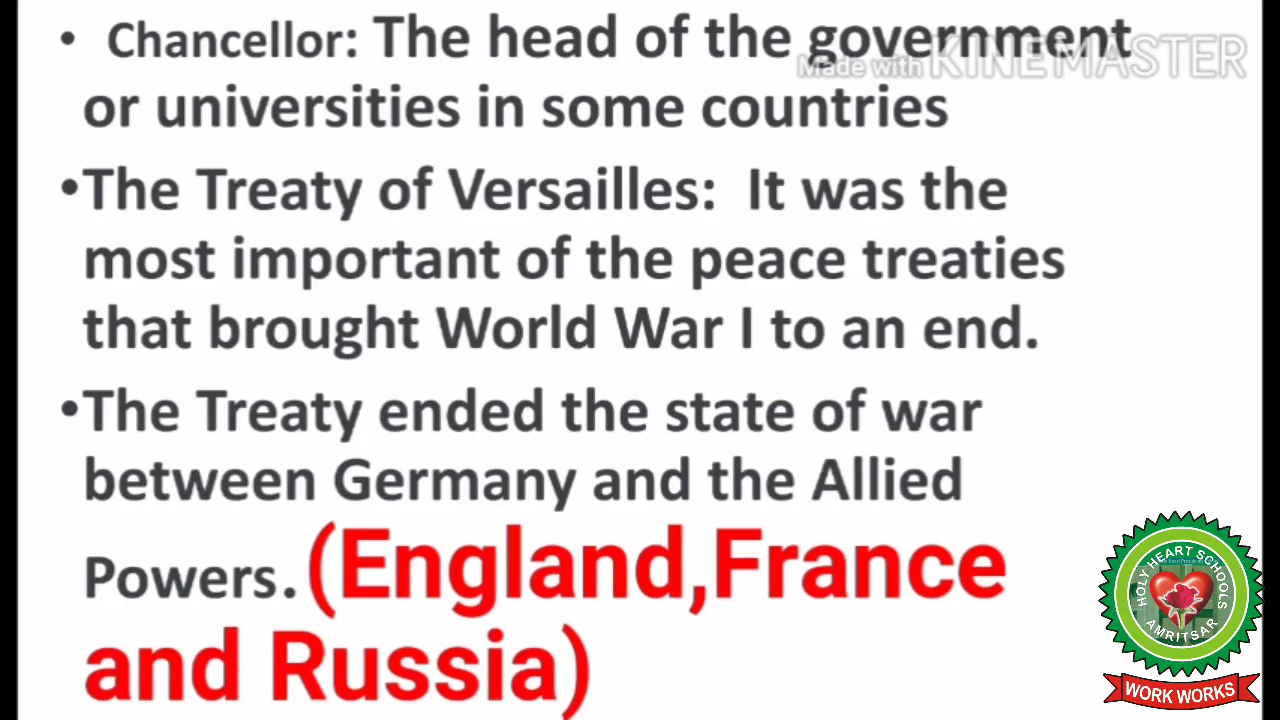 • Chancellor: The head of the government
Made with KINEMASTER
or universities in some countries
•The Treaty of Versailles: It was the
most important of the peace treaties
that brought World War I to an end.
•The Treaty ended the state of war
between Germany and the Allied
Powers. (England,France
and Russia)
HOLY HEART SCHOOLS
AMRITSAR
WORK WORKS